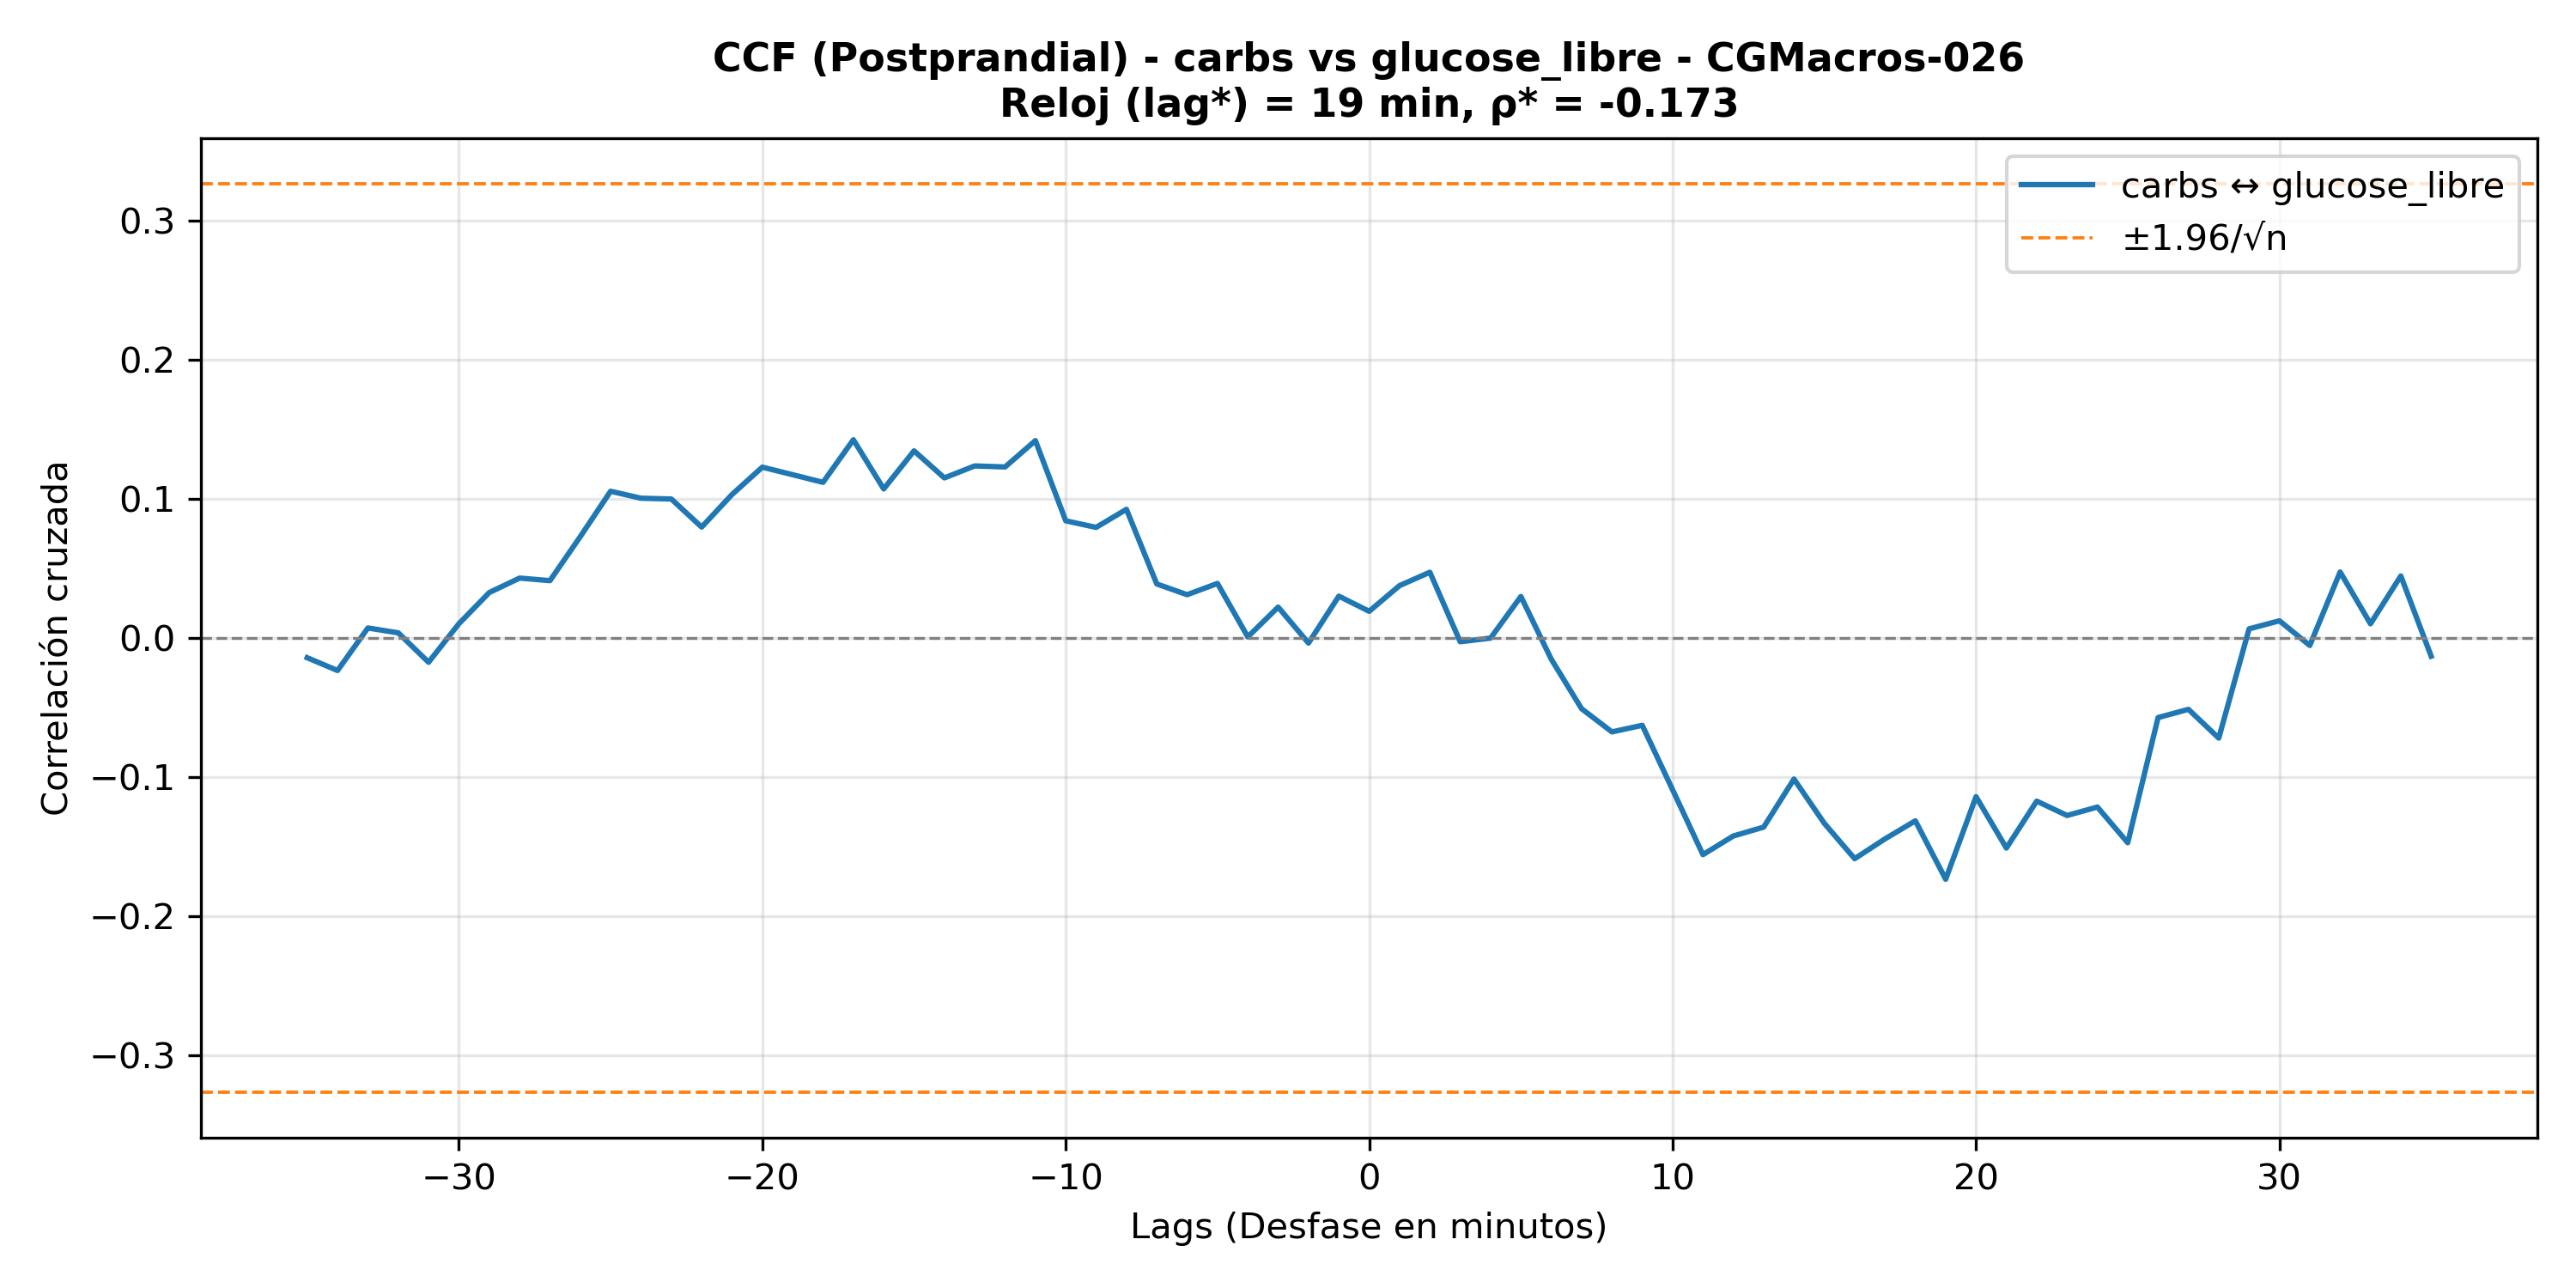 CCF (Postprandial) - carbs vs glucose_libre - CGMacros-026
Reloj (lag*) = 19 min, ρ* = -0.173
carbs ↔ glucose_libre
±1.96/√n
Correlación cruzada
0.3
0.2
0.1
0.0
−0.1
−0.2
−0.3
−30 −20 −10 0 10 20 30
Lags (Desfase en minutos)